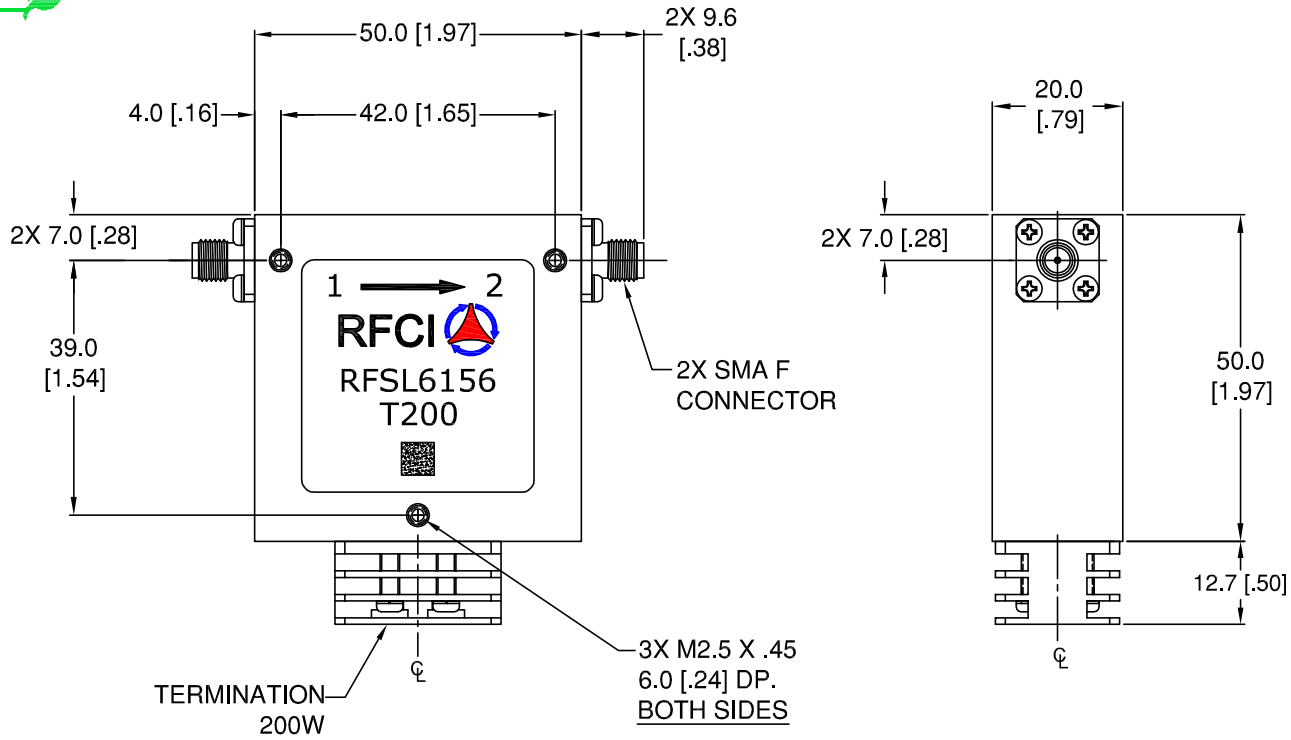 50.0 [1.97]
2X 9.6
[.38]
4.0 [.16]
42.0 [1.65]
20.0
[.79]
2X 7.0 [.28]
2X 7.0 [.28]
1 2
RFCI
RFSL6156
T200
39.0
[1.54]
2X SMA F
CONNECTOR
50.0
[1.97]
12.7 [.50]
3X M2.5 X .45
6.0 [.24] DP.
BOTH SIDES
TERMINATION
200W
℄
℄